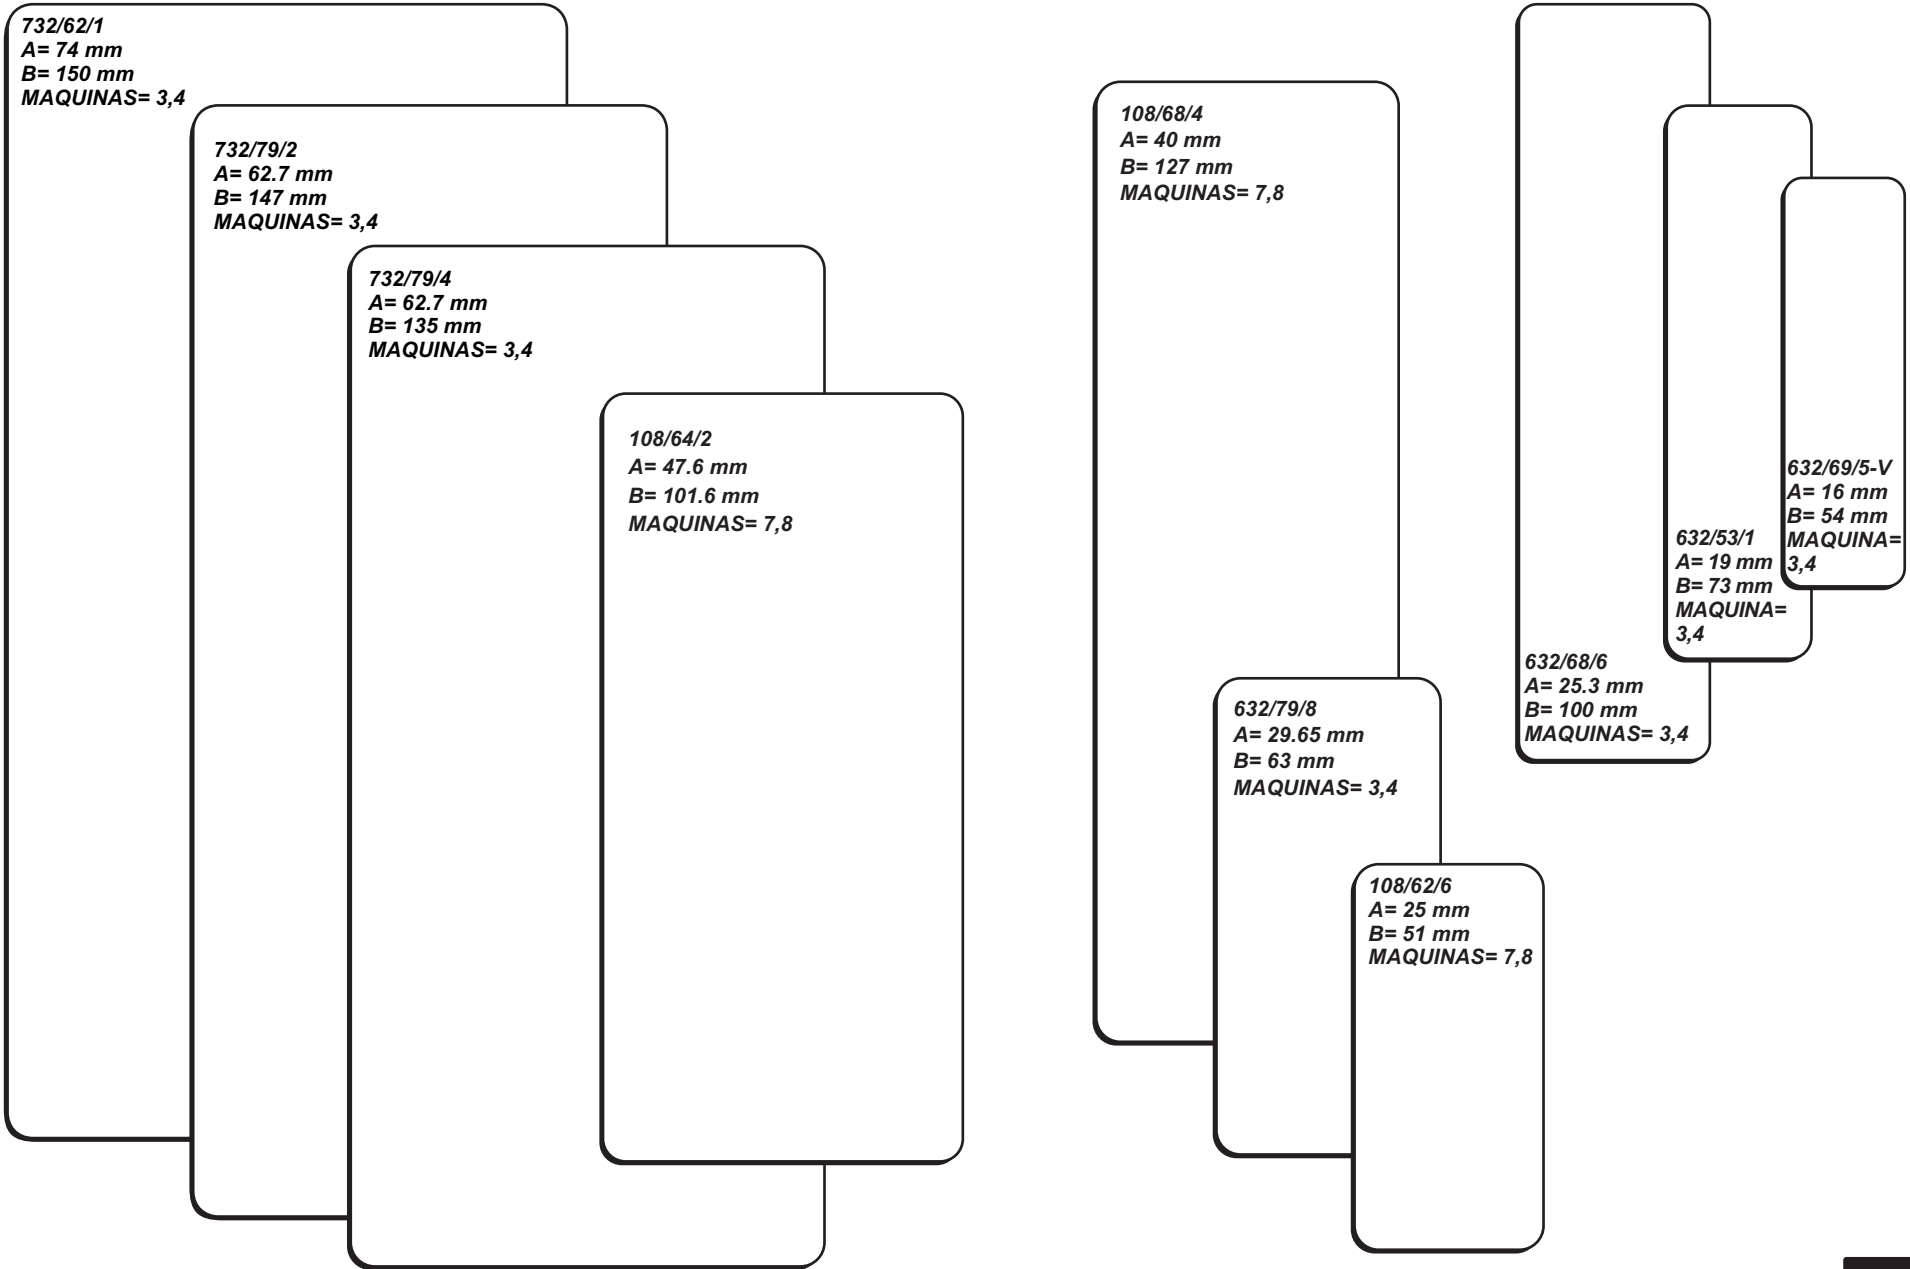 732/62/1
A= 74 mm
B= 150 mm
MAQUINAS= 3,4
732/79/2
A= 62.7 mm
B= 147 mm
MAQUINAS= 3,4
732/79/4
A= 62.7 mm
B= 135 mm
MAQUINAS= 3,4
108/64/2
A= 47.6 mm
B= 101.6 mm
MAQUINAS= 7,8
108/68/4
A= 40 mm
B= 127 mm
MAQUINAS= 7,8
632/79/8
A= 29.65 mm
B= 63 mm
MAQUINAS= 3,4
108/62/6
A= 25 mm
B= 51 mm
MAQUINAS= 7,8
632/68/6
A= 25.3 mm
B= 100 mm
MAQUINAS= 3,4
632/53/1
A= 19 mm
B= 73 mm
MAQUINA=
3,4
632/69/5-V
A= 16 mm
B= 54 mm
MAQUINA=
3,4